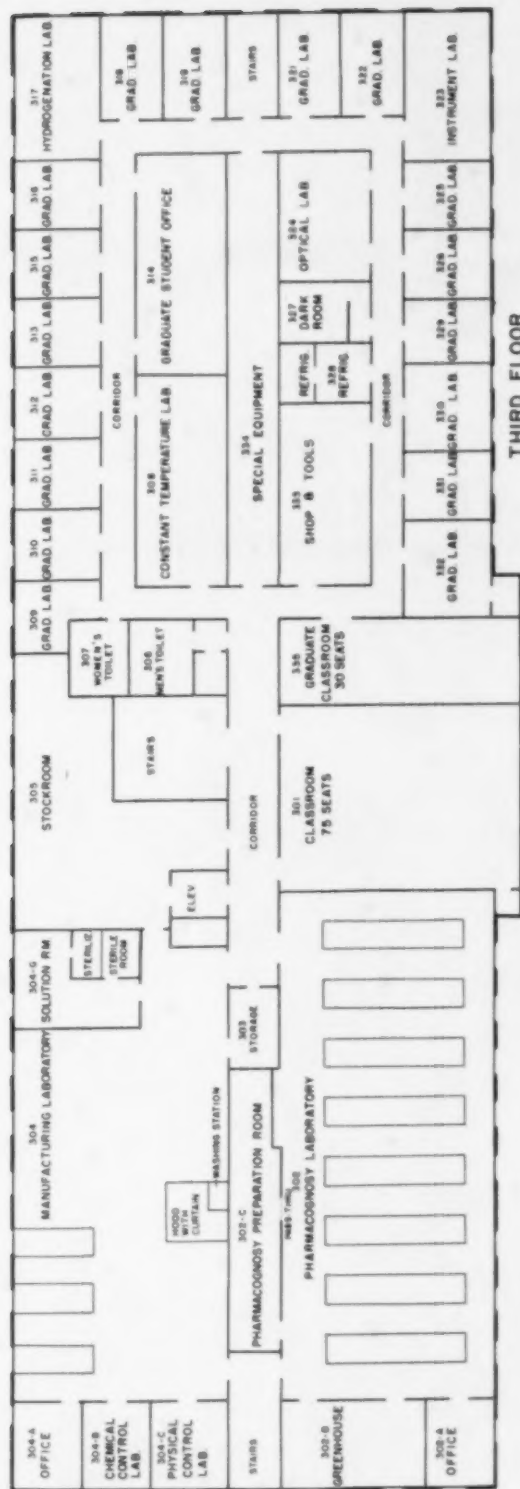 304-A
OFFICE
304-B
CHEMICAL
CONTROL
LAB.
304-C
PHYSICAL
CONTROL
LAB.
STAIRS
302-B
GREENHOUSE
302-A
OFFICE
304
MANUFACTURING LABORATORY
304-G
SOLUTION RM
STERILIZ.
STERILE
ROOM
HOOD
WITH
CURTAIN
WASHING STATION
302-C
PHARMACOGNOSY PREPARATION ROOM
303
STORAGE
PASS THRU
302
PHARMACOGNOSY LABORATORY
ELEV
305
STOCKROOM
STAIRS
CORRIDOR
301
CLASSROOM
75 SEATS
307
WOMEN'S
TOILET
306
MEN'S TOILET
335
GRADUATE
CLASSROOM
30 SEATS
309
GRAD LAB
310
GRAD LAB.
311
GRAD LAB
312
GRAD LAB.
313
GRAD LAB.
315
GRAD LAB.
316
GRAD LAB.
317
HYDROGENATION LAB.
CORRIDOR
308
CONSTANT TEMPERATURE LAB.
314
GRADUATE STUDENT OFFICE
318
GRAD. LAB.
319
GRAD. LAB.
STAIRS
321
GRAD. LAB.
322
GRAD. LAB.
334
SPECIAL EQUIPMENT
333
SHOP & TOOLS
REFRIG.
328
REFRIG.
327
DARK
ROOM
324
OPTICAL LAB
CORRIDOR
332
GRAD. LAB.
331
GRAD LAB
330
GRAD. LAB.
329
GRAD LAB.
326
GRAD LAB.
325
GRAD LAB.
323
INSTRUMENT LAB.
THIRD FLOOR